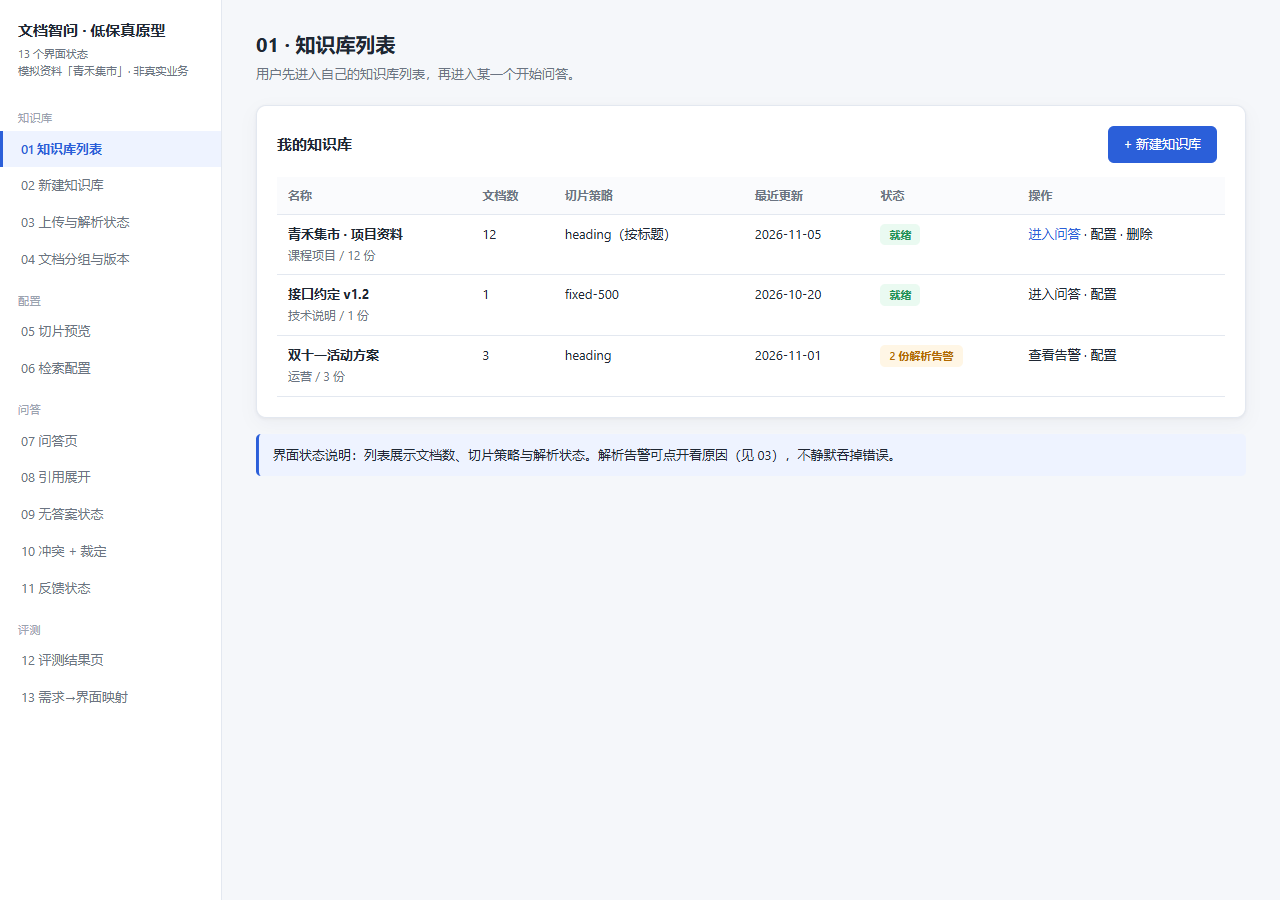 文档智问 · 低保真原型
13 个界面状态
模拟资料「青禾集市」· 非真实业务
知识库
01 知识库列表
02 新建知识库
03 上传与解析状态
04 文档分组与版本
配置
05 切片预览
06 检索配置
问答
07 问答页
08 引用展开
09 无答案状态
10 冲突 + 裁定
11 反馈状态
评测
12 评测结果页
13 需求→界面映射
01 · 知识库列表
用户先进入自己的知识库列表，再进入某一个开始问答。
我的知识库
+ 新建知识库
名称 文档数 切片策略 最近更新 状态 操作
青禾集市 · 项目资料 12 heading（按标题） 2026-11-05 就绪 进入问答 · 配置 · 删除
课程项目 / 12 份
接口约定 v1.2 1 fixed-500 2026-10-20 就绪 进入问答 · 配置
技术说明 / 1 份
双十一活动方案 3 heading 2026-11-01 2 份解析告警 查看告警 · 配置
运营 / 3 份
界面状态说明：列表展示文档数、切片策略与解析状态。解析告警可点开看原因（见 03），不静默吞掉错误。